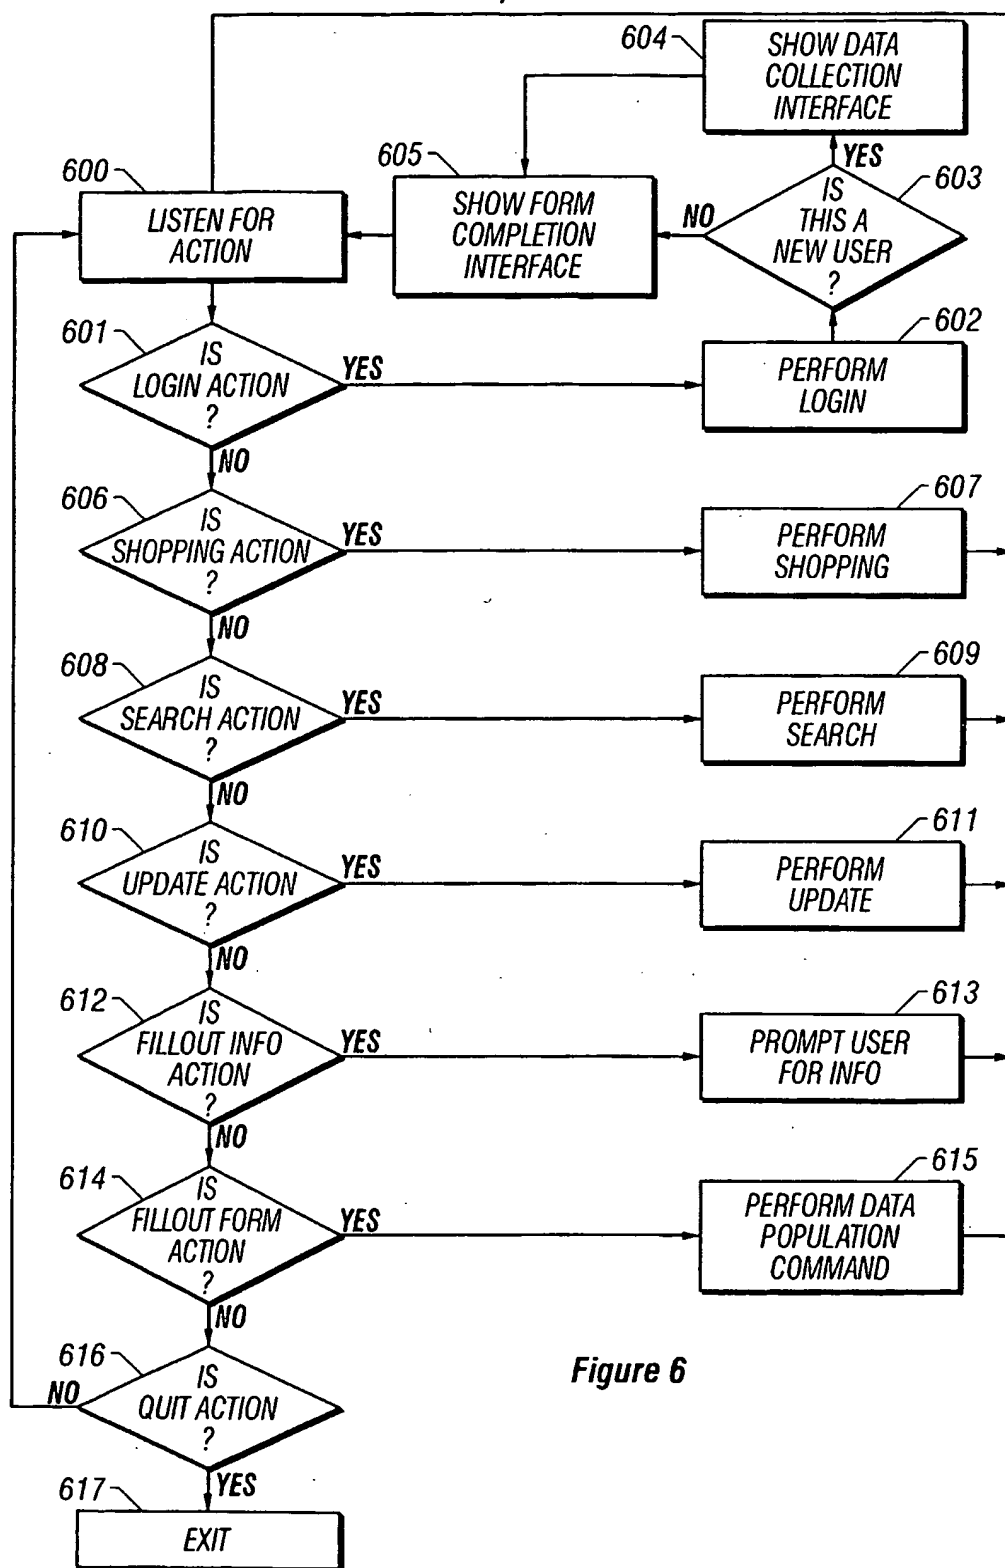 604
SHOW DATA
COLLECTION
INTERFACE
605
YES
600
603
LISTEN FOR
ACTION
SHOW FORM
COMPLETION
INTERFACE
NO
IS
THIS A
NEW USER
?
601
602
IS
LOGIN ACTION
?
YES
PERFORM
LOGIN
NO
606
607
IS
SHOPPING ACTION
?
YES
PERFORM
SHOPPING
NO
608
609
IS
SEARCH ACTION
?
YES
PERFORM
SEARCH
NO
610
611
IS
UPDATE ACTION
?
YES
PERFORM
UPDATE
NO
612
613
IS
FILLOUT INFO
ACTION
?
YES
PROMPT USER
FOR INFO
NO
614
615
IS
FILLOUT FORM
ACTION
?
YES
PERFORM DATA
POPULATION
COMMAND
NO
616
IS
QUIT ACTION
?
NO
Figure 6
YES
617
EXIT